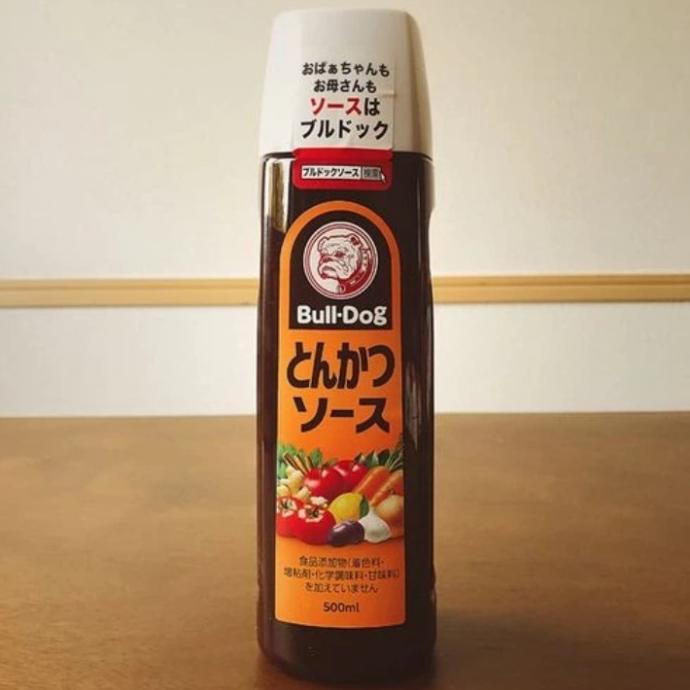 おばぁちゃんも
お母さんも
ソースは
ブルドック
ブルドックソース 検索
Bull-Dog
とんかつ
ソース
食品添加物(着色料・
増粘剤・化学調味料・甘味料)
を加えていません
500ml